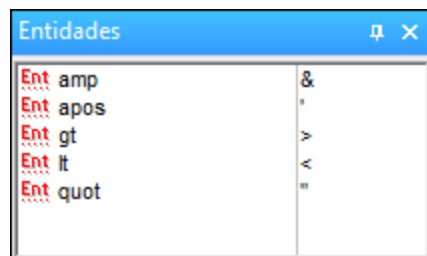 Entidades
Ent amp &
Ent apos '
Ent gt >
Ent lt <
Ent quot "